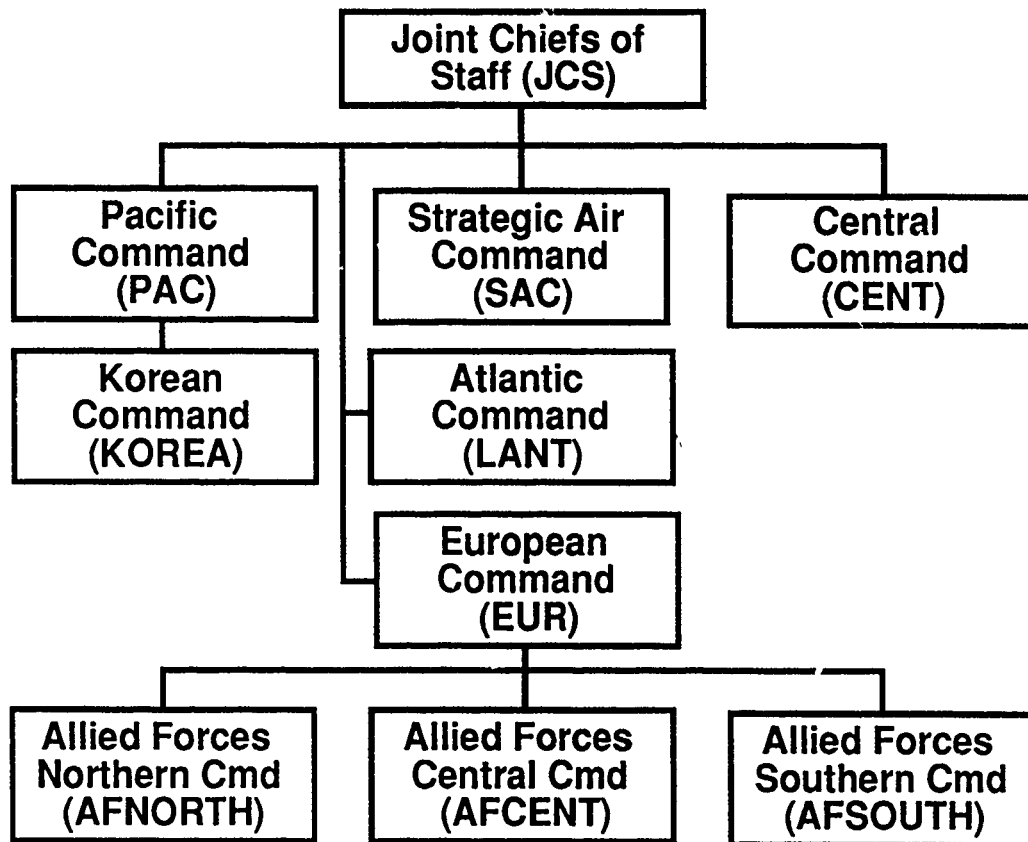 Joint Chiefs of
Staff (JCS)
Pacific
Command
(PAC)
Strategic Air
Command
(SAC)
Central
Command
(CENT)
Korean
Command
(KOREA)
Atlantic
Command
(LANT)
European
Command
(EUR)
Allied Forces
Northern Cmd
(AFNORTH)
Allied Forces
Central Cmd
(AFCENT)
Allied Forces
Southern Cmd
(AFSOUTH)